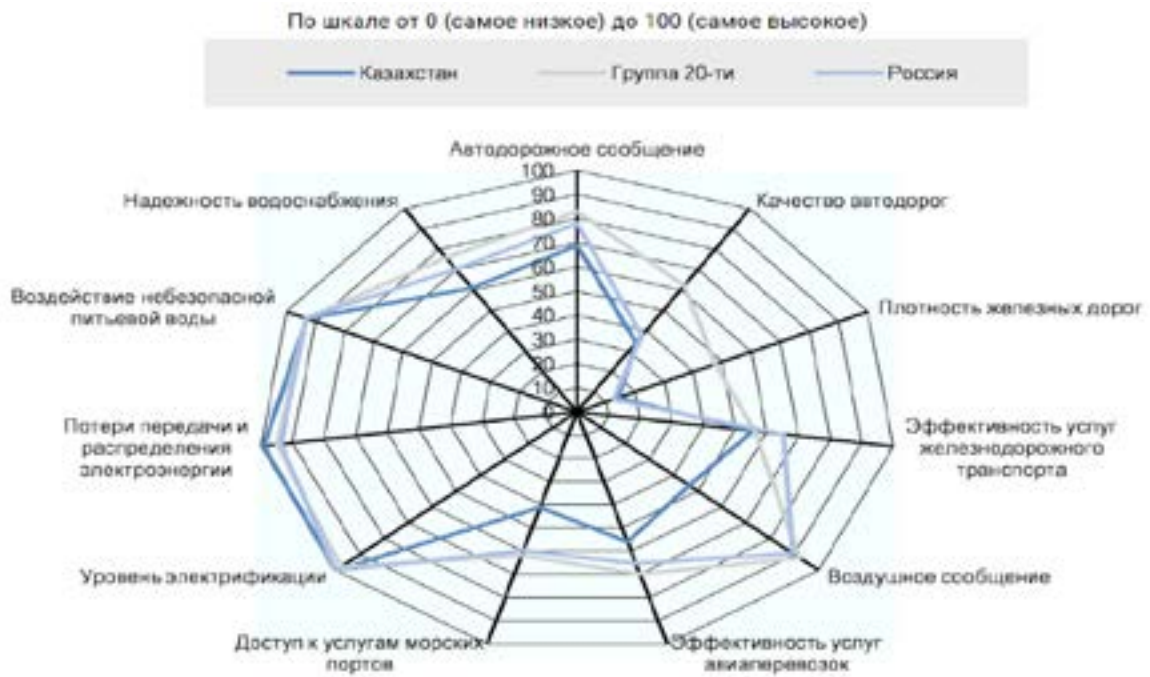 По шкале от 0 (самое низкое) до 100 (самое высокое)
Казахстан Группа 20-ти Россия
Автодорожное сообщение
100
90
80
70
60
50
40
30
20
10
0
Надежность водоснабжения
Качество автодорог
Воздействие небезопасной
питьевой воды
Плотность железных дорог
Потери передачи и
распределения
электроэнергии
Эффективность услуг
железнодорожного
транспорта
Уровень электрификации
Воздушное сообщение
Доступ к услугам морских
портов
Эффективность услуг
авиаперевозок